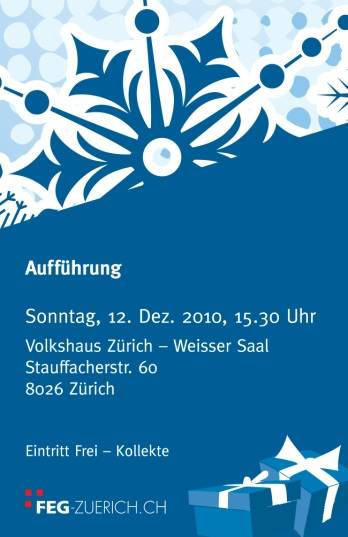 Aufführung
Sonntag, 12. Dez. 2010, 15.30 Uhr
Volkshaus Zürich – Weisser Saal
Stauffacherstr. 60
8026 Zürich
Eintritt Frei – Kollekte
FEG-ZUERICH.CH